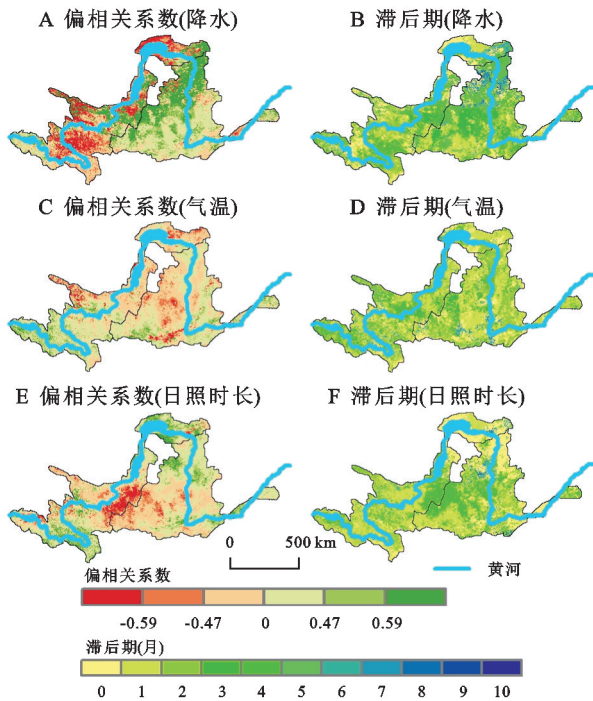 A 偏相关系数(降水)
B 滞后期(降水)
C 偏相关系数(气温)
D 滞后期(气温)
E 偏相关系数(日照时长)
F 滞后期(日照时长)
0 500 km
黄河
偏相关系数
-0.59 -0.47 0 0.47 0.59
滞后期(月)
0 1 2 3 4 5 6 7 8 9 10